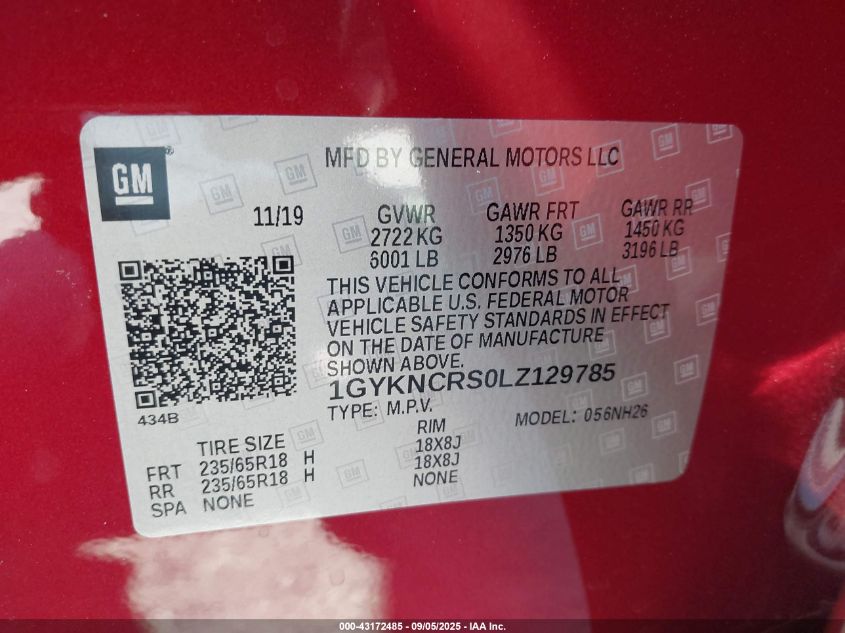 GM®
MFD BY GENERAL MOTORS LLC
11/19
GVWR
2722 KG
6001 LB
GAWR FRT
1350 KG
2976 LB
GAWR RR
1450 KG
3196 LB
THIS VEHICLE CONFORMS TO ALL
APPLICABLE U.S. FEDERAL MOTOR
VEHICLE SAFETY STANDARDS IN EFFECT
ON THE DATE OF MANUFACTURE
SHOWN ABOVE.
1GYKNCRS0LZ129785
TYPE: M.P.V.
MODEL: 056NH26
434B
TIRE SIZE RIM
FRT 235/65R18 H 18X8J
RR 235/65R18 H 18X8J
SPA NONE NONE
000-43172485 - 09/05/2025 - IAA Inc.